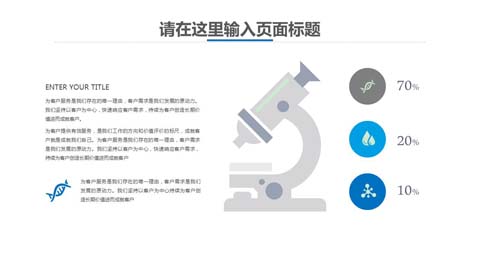 请在这里输入页面标题
ENTER YOUR TITLE
为客户服务是我们存在的唯一理由，客户需求是我们发展的原动力。
我们坚持以客户为中心，快速响应客户需求，持续为客户创造长期价
值进而成就客户
为客户提供有效服务，是我们工作的方向和价值评价的标尺，成就客
户就是成就我们自己。为客户服务是我们存在的唯一理由，客户需求
是我们发展的原动力。我们坚持以客户为中心，快速响应客户需求，
持续为客户创造长期价值进而成就客户
为客户服务是我们存在的唯一理由，客户需求是我们
发展的原动力。我们坚持以客户为中心持续为客户创
造长期价值进而成就客户
70%
20%
10%